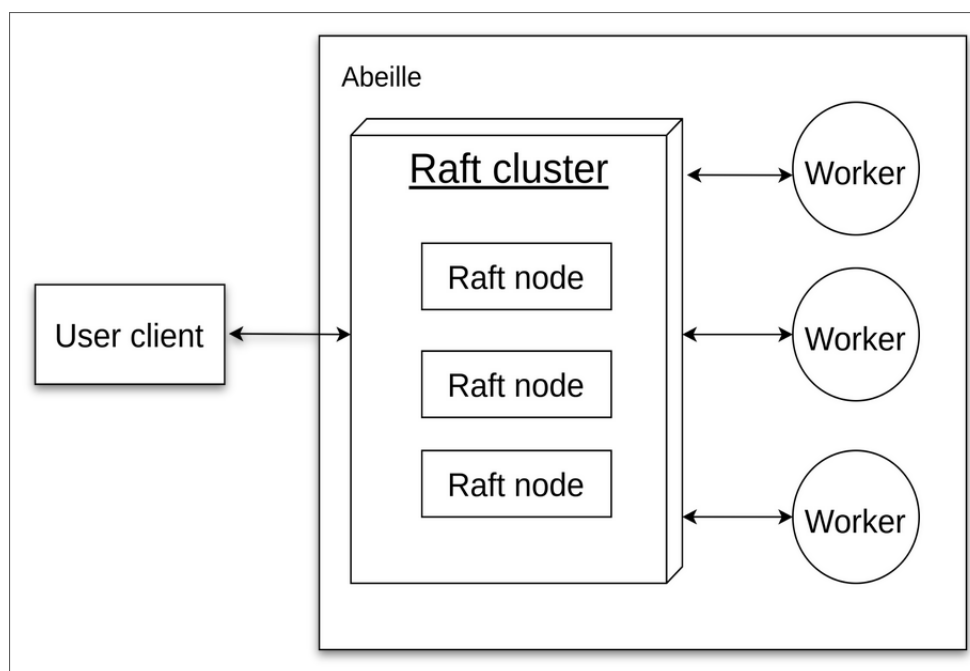 Abeille
Raft cluster
Worker
Raft node
User client
Worker
Raft node
Raft node
Worker